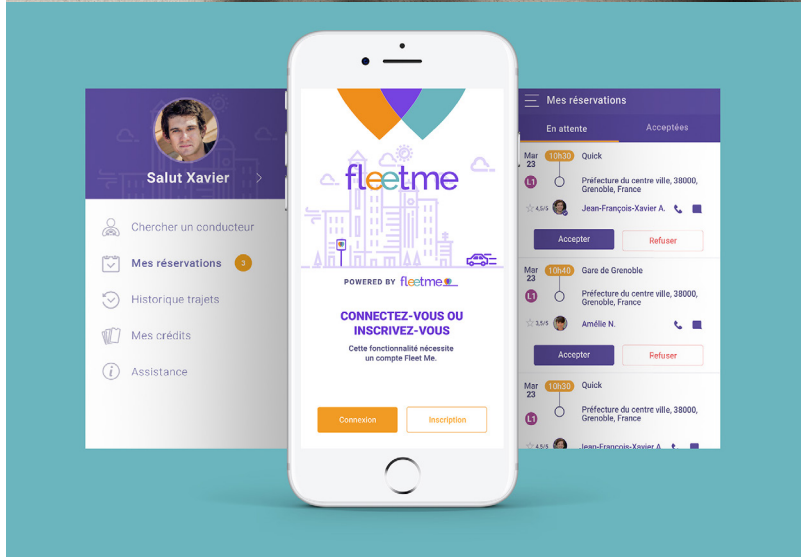 Salut Xavier
Chercher un conducteur
Mes réservations 3
Historique trajets
Mes crédits
Assistance
fleetme
POWERED BY fleetme
CONNECTEZ-VOUS OU
INSCRIVEZ-VOUS
Cette fonctionnalité nécessite
un compte Fleet Me.
Connexion Inscription
Mes réservations
En attente Acceptées
Mar 23 10h30 Quick
L1 Préfecture du centre ville, 38000,
Grenoble, France
4,5/5 Jean-François-Xavier A.
Accepter Refuser
Mar 23 10h40 Gare de Grenoble
L1 Préfecture du centre ville, 38000,
Grenoble, France
3,5/5 Amélie N.
Accepter Refuser
Mar 23 10h30 Quick
L1 Préfecture du centre ville, 38000,
Grenoble, France
4,5/5 Jean-François-Xavier A.